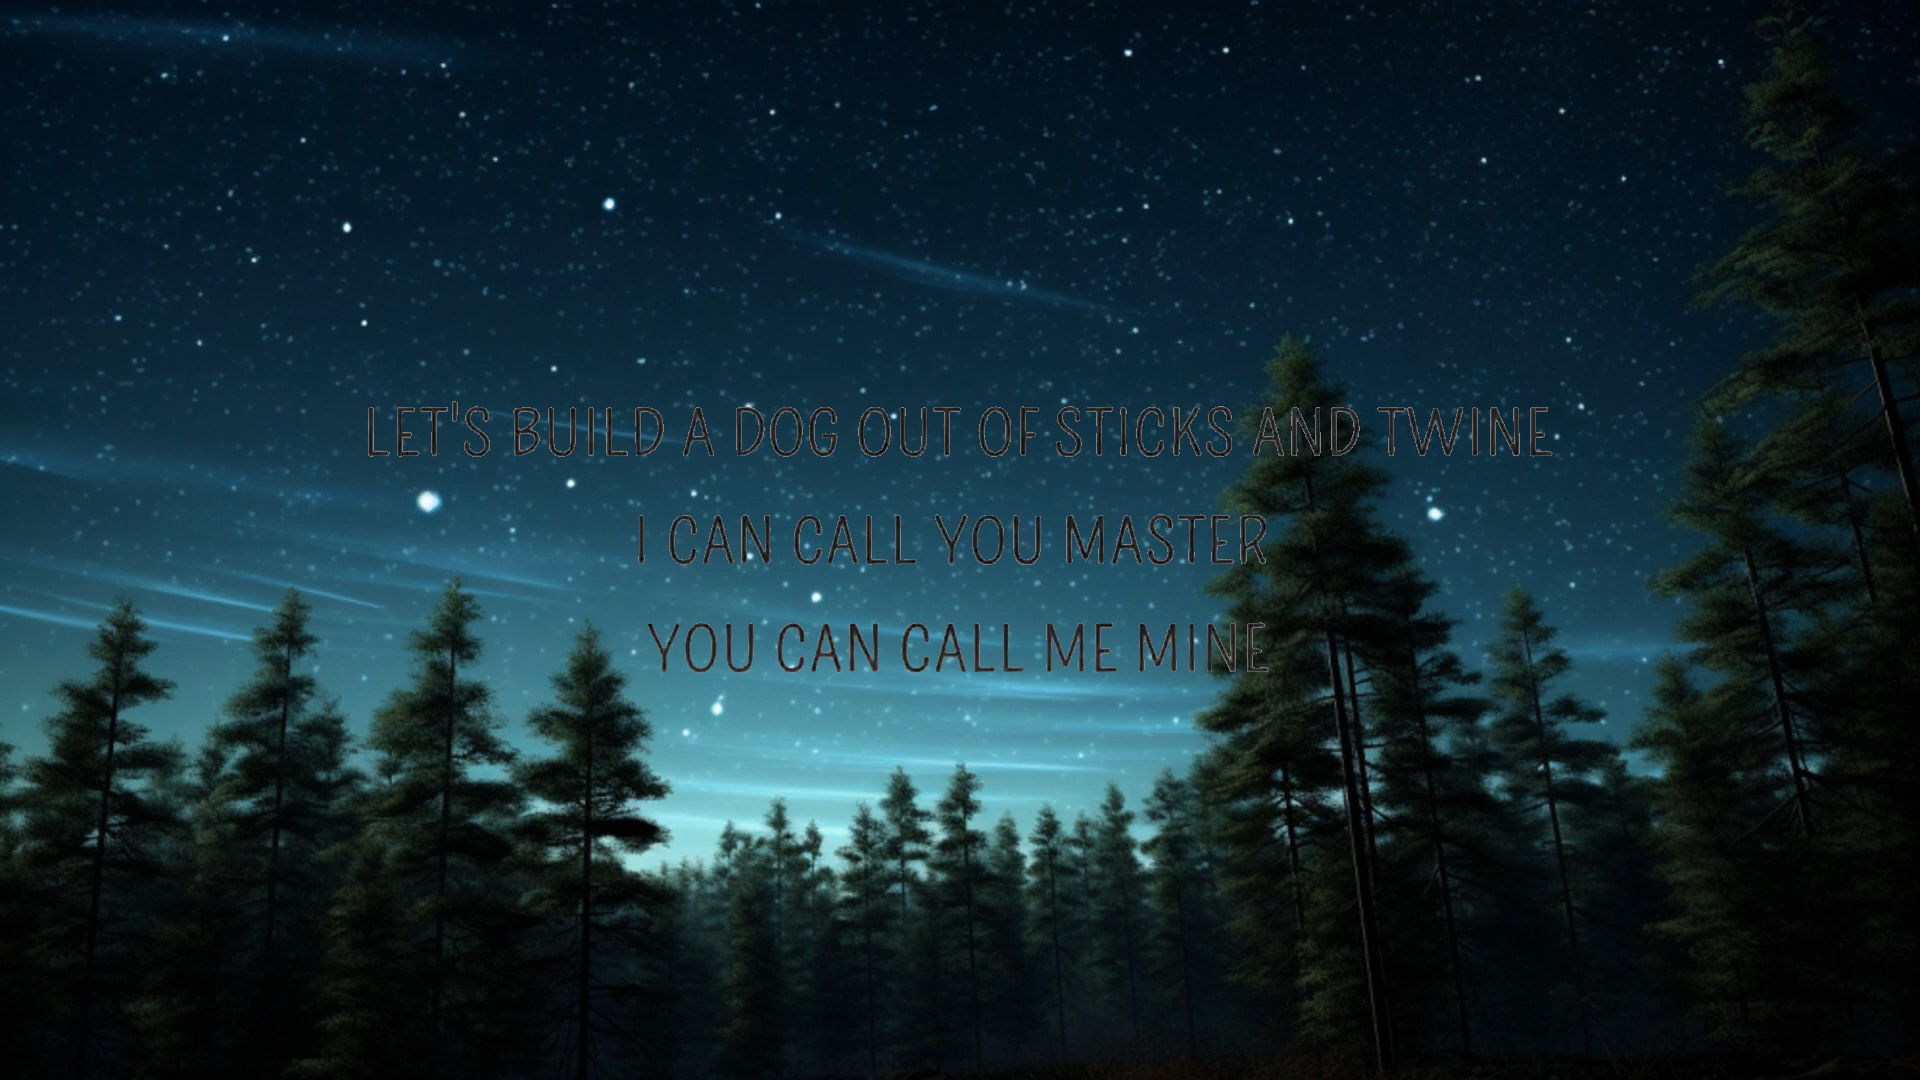 LET'S BUILD A DOG OUT OF STICKS AND TWINE
I CAN CALL YOU MASTER
YOU CAN CALL ME MINE